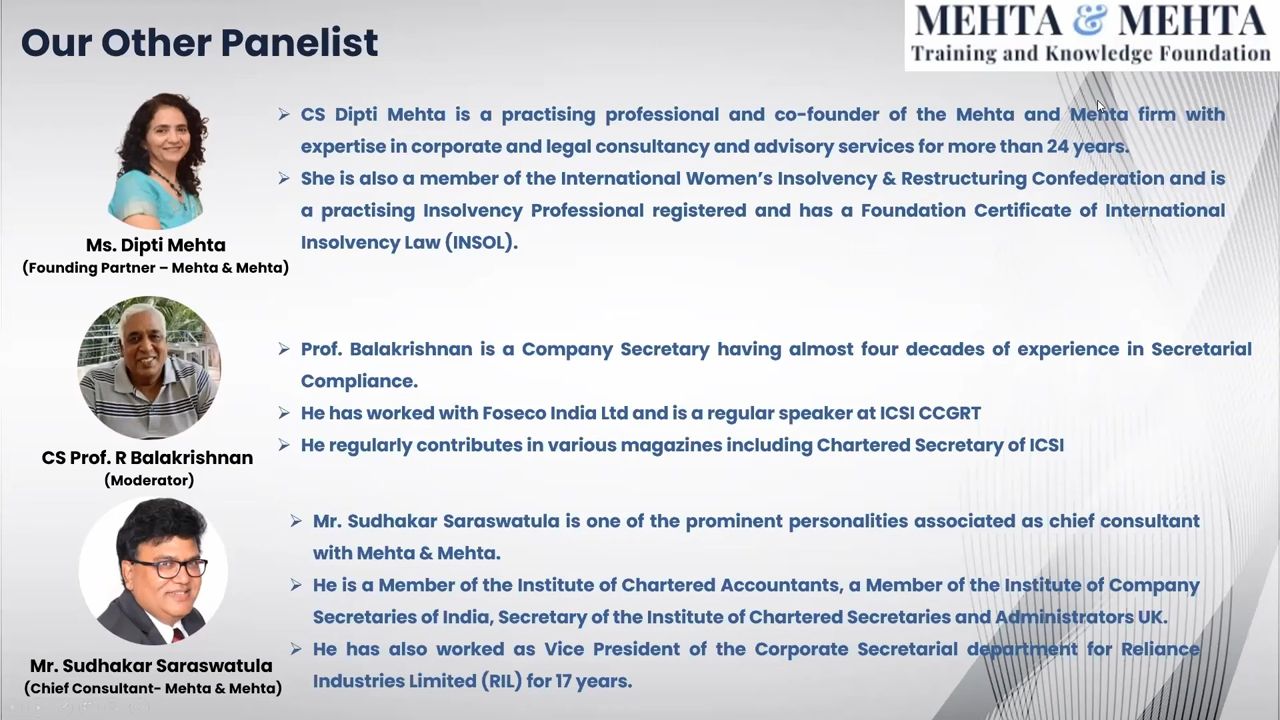 MEHTA & MEHTA
Training and Knowledge Foundation
Our Other Panelist
Ms. Dipti Mehta
(Founding Partner – Mehta & Mehta)
➢ CS Dipti Mehta is a practising professional and co-founder of the Mehta and Mehta firm with
expertise in corporate and legal consultancy and advisory services for more than 24 years.
➢ She is also a member of the International Women’s Insolvency & Restructuring Confederation and is
a practising Insolvency Professional registered and has a Foundation Certificate of International
Insolvency Law (INSOL).
CS Prof. R Balakrishnan
(Moderator)
➢ Prof. Balakrishnan is a Company Secretary having almost four decades of experience in Secretarial
Compliance.
➢ He has worked with Foseco India Ltd and is a regular speaker at ICSI CCGRT
➢ He regularly contributes in various magazines including Chartered Secretary of ICSI
Mr. Sudhakar Saraswatula
(Chief Consultant- Mehta & Mehta)
➢ Mr. Sudhakar Saraswatula is one of the prominent personalities associated as chief consultant
with Mehta & Mehta.
➢ He is a Member of the Institute of Chartered Accountants, a Member of the Institute of Company
Secretaries of India, Secretary of the Institute of Chartered Secretaries and Administrators UK.
➢ He has also worked as Vice President of the Corporate Secretarial department for Reliance
Industries Limited (RIL) for 17 years.